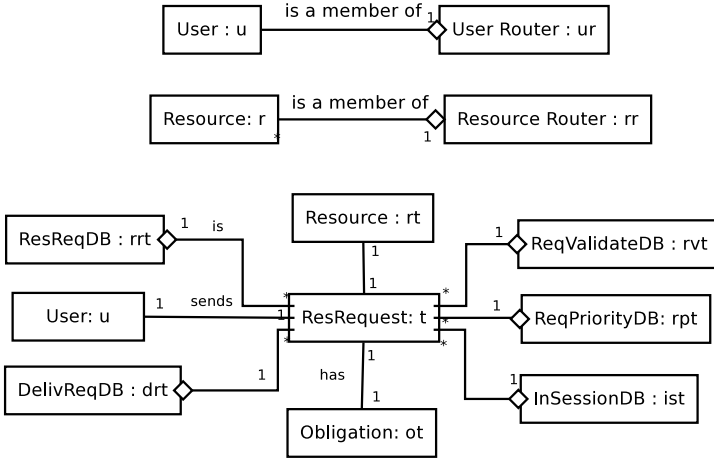 is a member of
User : u
1
User Router : ur
is a member of
Resource: r
*
1
Resource Router : rr
Resource : rt
1
1
ResReqDB : rrt
1
is
*
User: u
1
sends
1
ResRequest: t
DelivReqDB : drt
1
*
*
1
ReqValidateDB : rvt
*
1
ReqPriorityDB: rpt
*
1
InSessionDB : ist
1
has
1
Obligation: ot